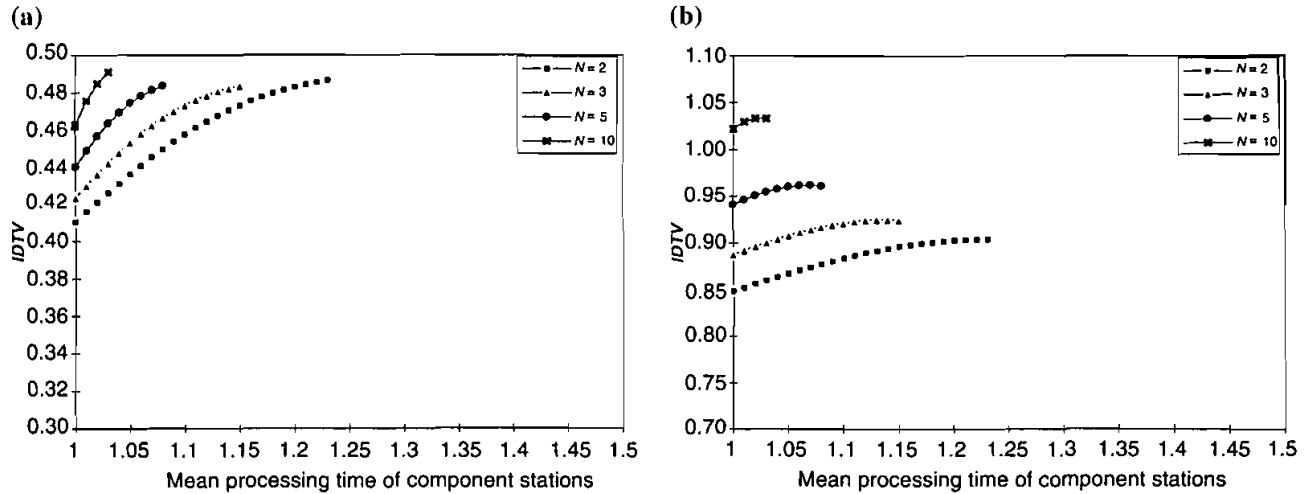 (a)
0.50
0.48
0.46
0.44
0.42
0.40
0.38
0.36
0.34
0.32
0.30
IDTV
N = 2
N = 3
N = 5
N = 10
1 1.05 1.1 1.15 1.2 1.25 1.3 1.35 1.4 1.45 1.5
Mean processing time of component stations
(b)
1.10
1.05
1.00
0.95
0.90
0.85
0.80
0.75
0.70
IDTV
N = 2
N = 3
N = 5
N = 10
1 1.05 1.1 1.15 1.2 1.25 1.3 1.35 1.4 1.45 1.5
Mean processing time of component stations